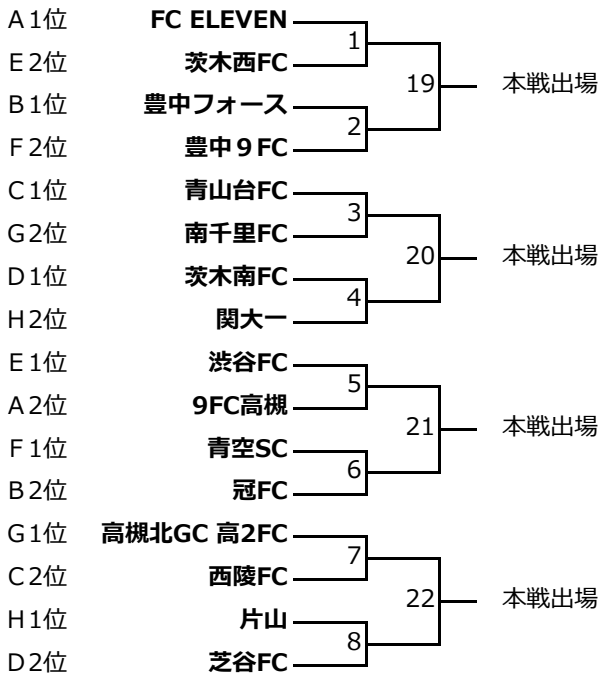 A1位 FC ELEVEN
1
E2位 茨木西FC
19 本戦出場
B1位 豊中フォース
2
F2位 豊中9FC
C1位 青山台FC
3
G2位 南千里FC
20 本戦出場
D1位 茨木南FC
4
H2位 関大一
E1位 渋谷FC
5
A2位 9FC高槻
21 本戦出場
F1位 青空SC
6
B2位 冠FC
G1位 高槻北GC 高2FC
7
C2位 西陵FC
22 本戦出場
H1位 片山
8
D2位 芝谷FC